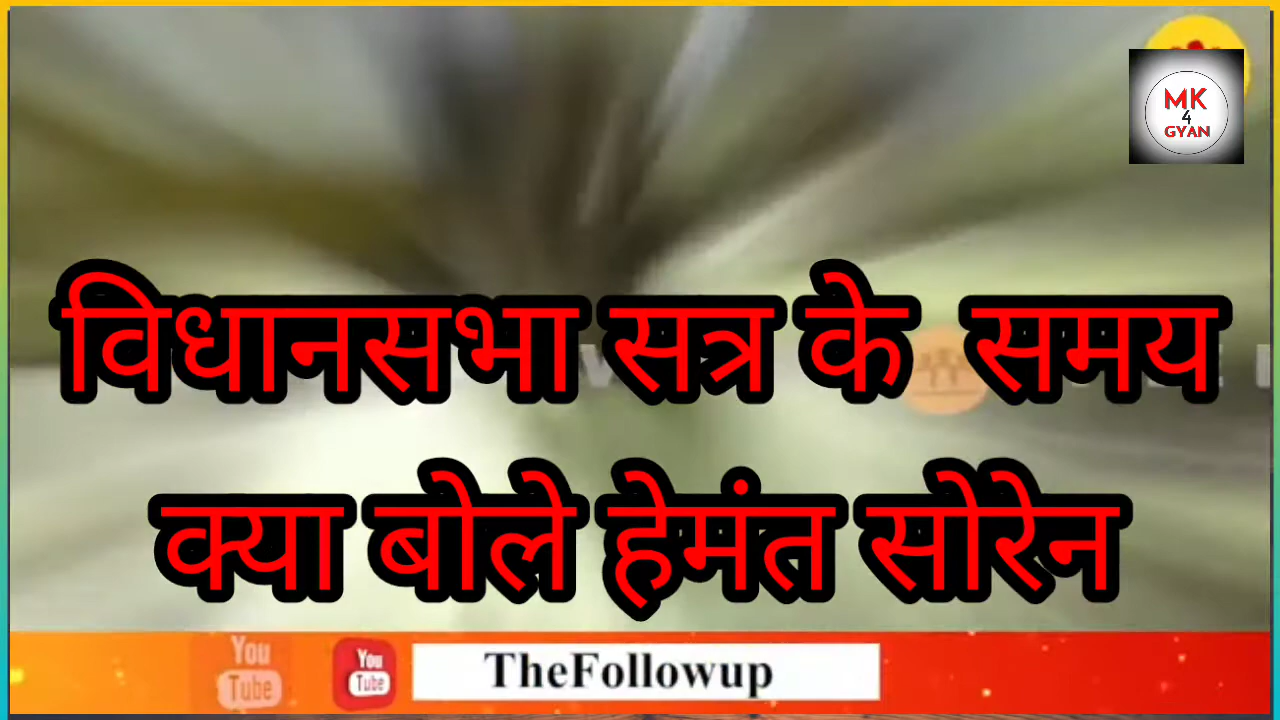 MK
4
GYAN
विधानसभा सत्र के समय
क्या बोले हेमंत सोरेन
You
Tube
You
Tube
TheFollowup